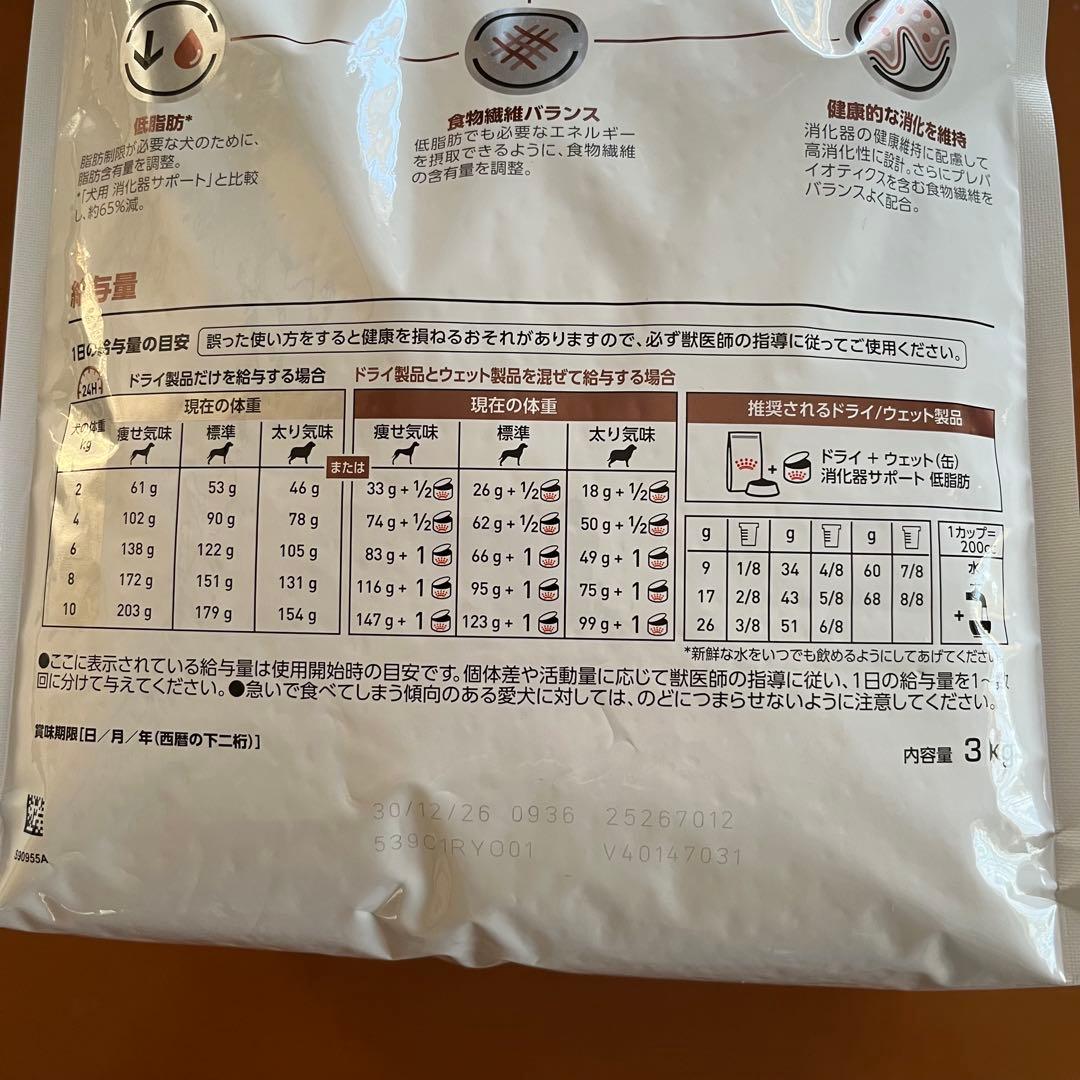 低脂肪*
脂肪制限が必要な犬のために、
脂肪含有量を調整。
*「犬用 消化器サポート」と比較
し、約65%減。
食物繊維バランス
低脂肪でも必要なエネルギー
を摂取できるように、食物繊維
の含有量を調整。
健康的な消化を維持
消化器の健康維持に配慮して
高消化性に設計。さらにプレバ
イオティクスを含む食物繊維を
バランスよく配合。
給与量
1日の給与量の目安 誤った使い方をすると健康を損ねるおそれがありますので、必ず獣医師の指導に従ってご使用ください。
24H
ドライ製品だけを給与する場合 ドライ製品とウェット製品を混ぜて給与する場合
現在の体重 現在の体重
犬の体重 kg 痩せ気味 標準 太り気味 または 痩せ気味 標準 太り気味
2 61 g 53 g 46 g 33 g + 1/2 26 g + 1/2 18 g + 1/2
4 102 g 90 g 78 g 74 g + 1/2 62 g + 1/2 50 g + 1/2
6 138 g 122 g 105 g 83 g + 1 66 g + 1 49 g + 1
8 172 g 151 g 131 g 116 g + 1 95 g + 1 75 g + 1
10 203 g 179 g 154 g 147 g + 1 123 g + 1 99 g + 1
推奨されるドライ/ウェット製品
+ ドライ + ウェット(缶)
消化器サポート 低脂肪
g g g
9 1/8 34 4/8 60 7/8
17 2/8 43 5/8 68 8/8
26 3/8 51 6/8
1カップ=
200cc
水
+
*新鮮な水をいつでも飲めるようにしてあげてください
●ここに表示されている給与量は使用開始時の目安です。個体差や活動量に応じて獣医師の指導に従い、1日の給与量を1～
回に分けて与えてください。●急いで食べてしまう傾向のある愛犬に対しては、のどにつまらせないように注意してください。
賞味期限[日／月／年(西暦の下二桁)]
内容量 3 kg
30/12/26 0936 25267012
539C1RYO01 V40147031
590955A